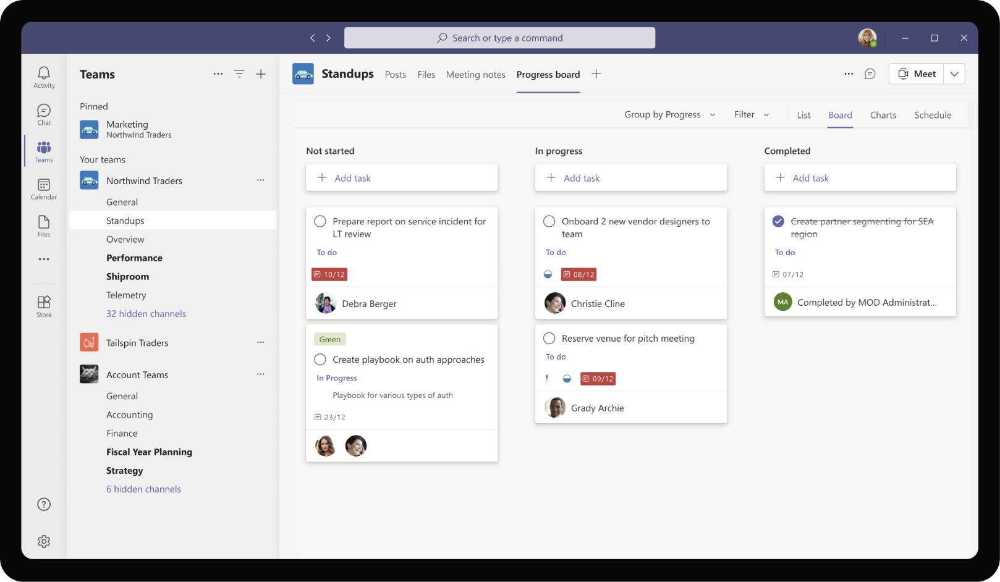 Search or type a command
Activity
Chat
Teams
Calendar
Files
Store
Teams
Pinned
Marketing
Northwind Traders
Your teams
Northwind Traders
General
Standups
Overview
Performance
Shiproom
Telemetry
32 hidden channels
Tailspin Traders
Account Teams
General
Accounting
Finance
Fiscal Year Planning
Strategy
6 hidden channels
Standups
Posts
Files
Meeting notes
Progress board
Meet
Group by Progress
Filter
List
Board
Charts
Schedule
Not started
Add task
Prepare report on service incident for
LT review
To do
10/12
Debra Berger
Green
Create playbook on auth approaches
In Progress
Playbook for various types of auth
23/12
In progress
Add task
Onboard 2 new vendor designers to
team
To do
08/12
Christie Cline
Reserve venue for pitch meeting
To do
! 09/12
Grady Archie
Completed
Add task
Create partner segmenting for SEA
region
To do
07/12
MA
Completed by MOD Administrat...